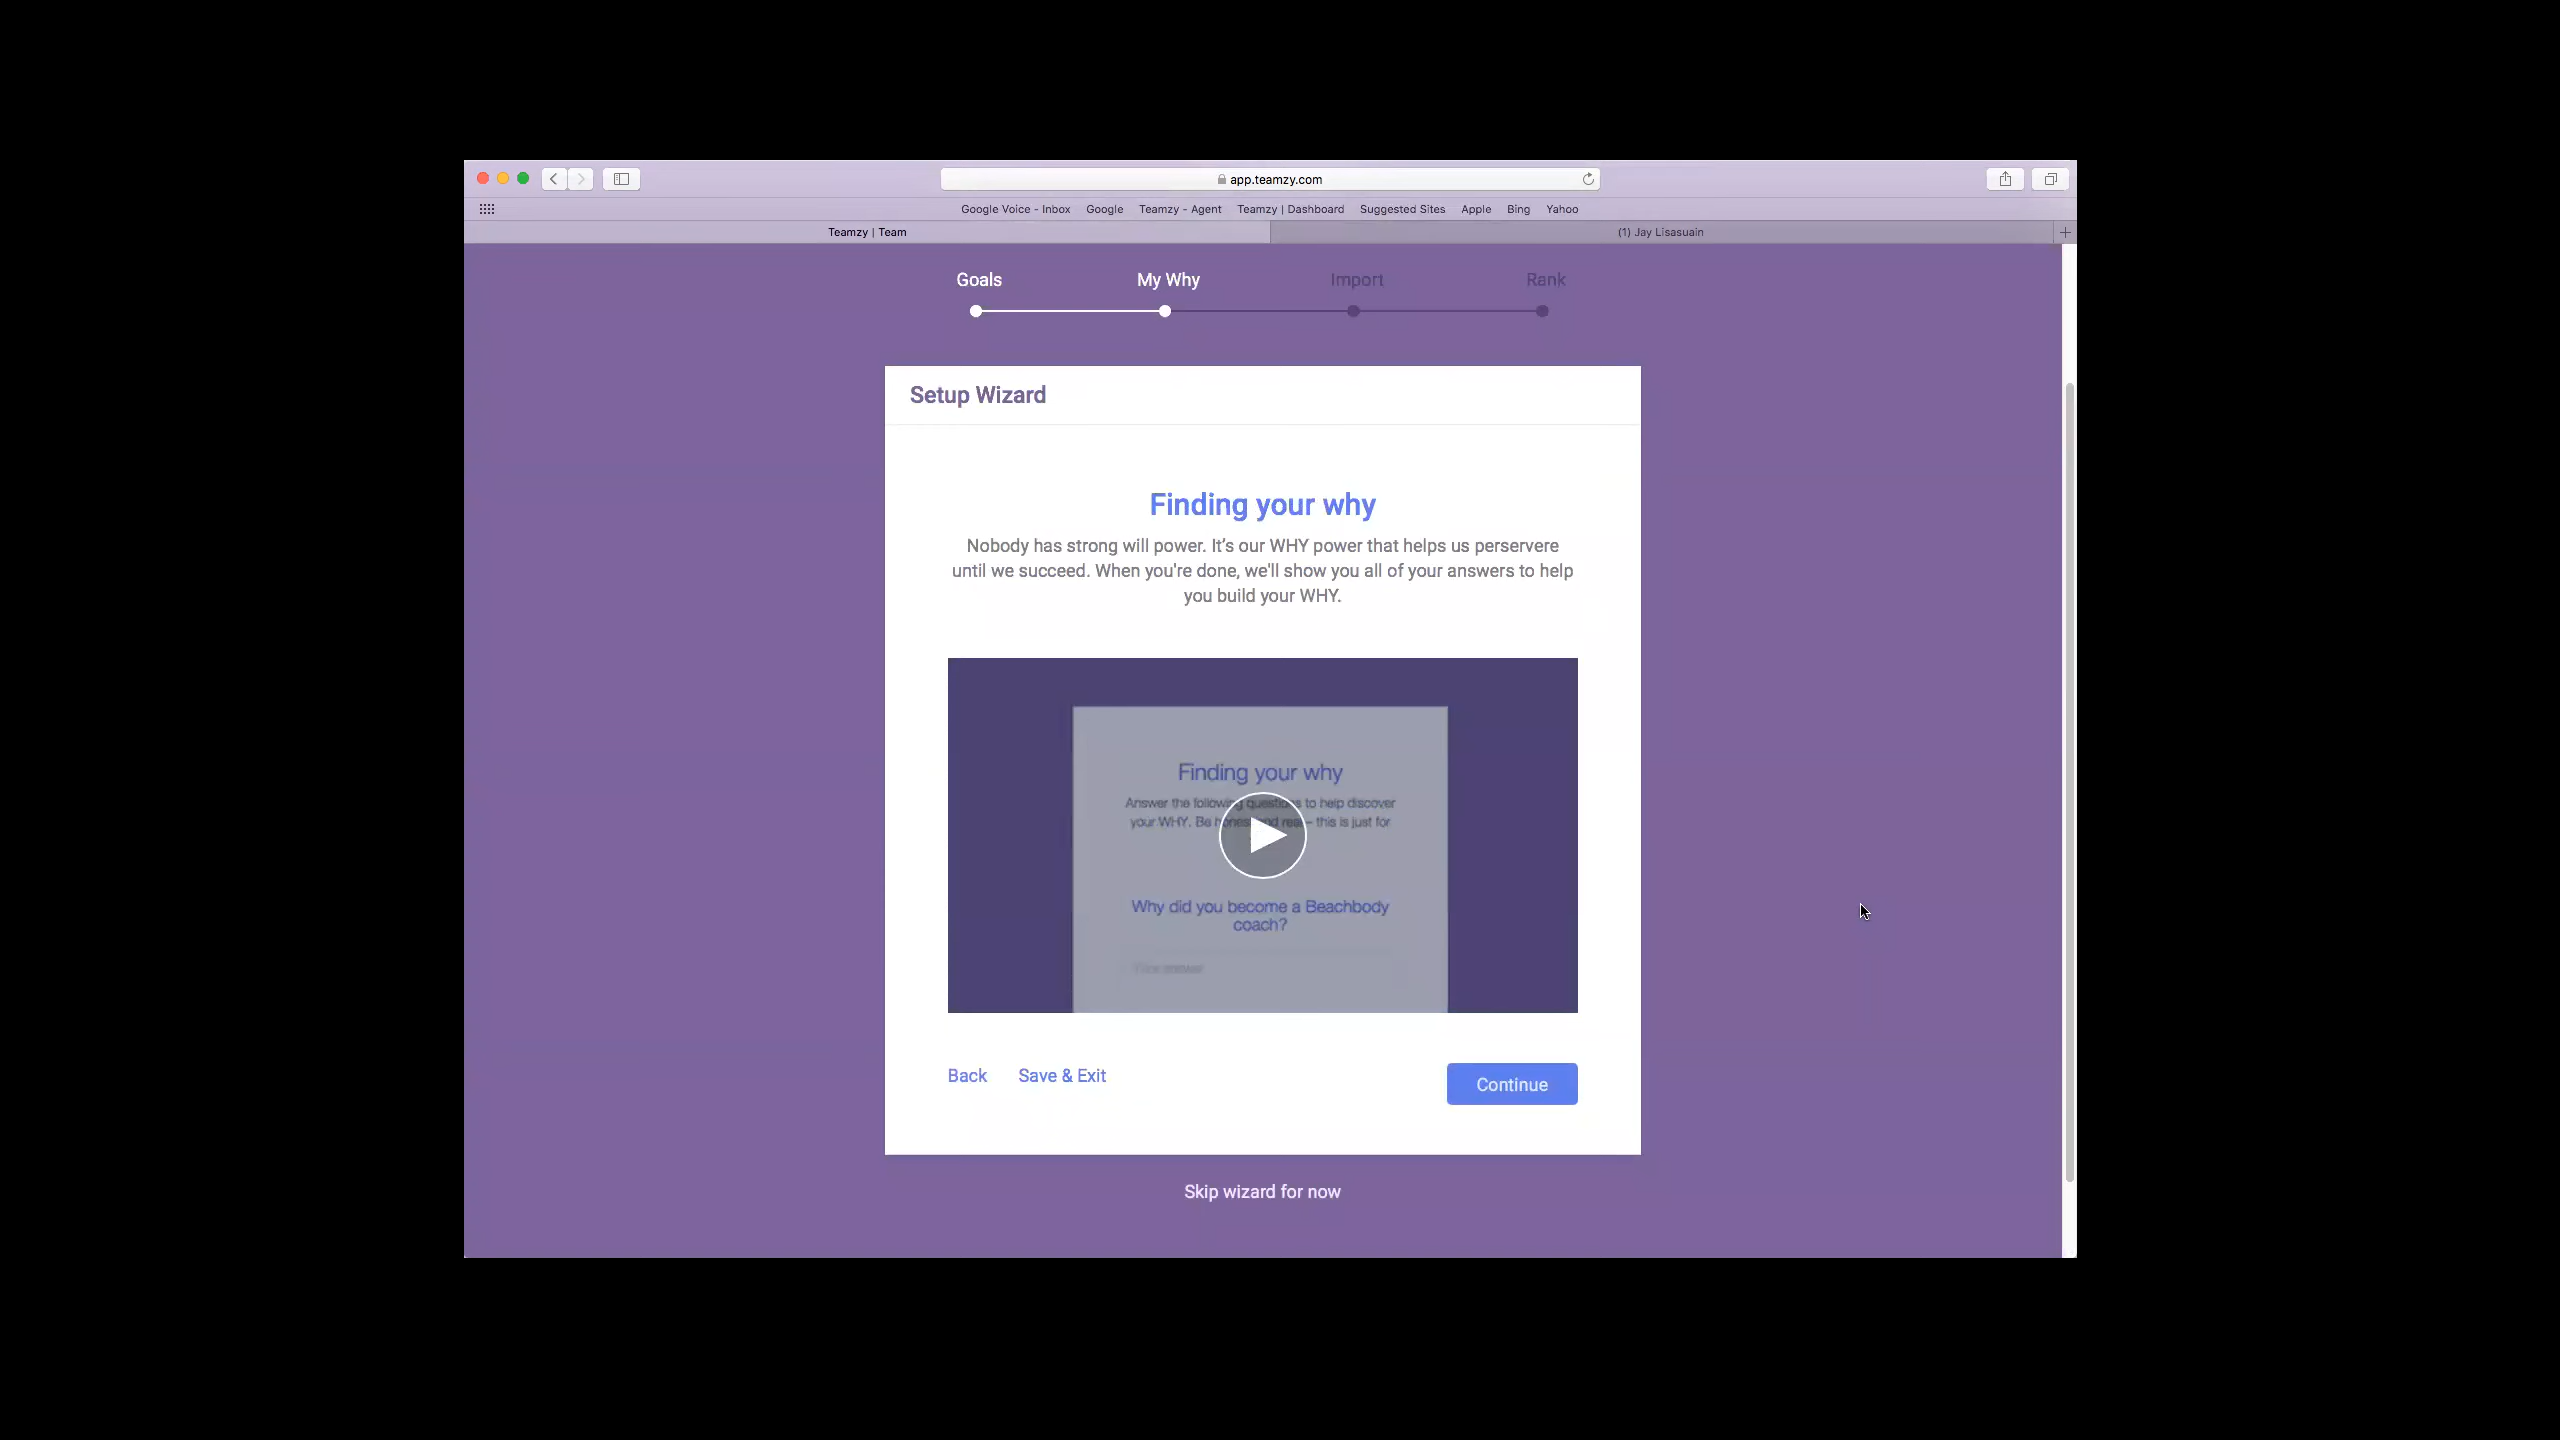 app.teamzy.com
Google Voice - Inbox Google Teamzy - Agent Teamzy | Dashboard Suggested Sites Apple Bing Yahoo
Teamzy | Team (1) Jay Lisasuain
Goals My Why Import Rank
Setup Wizard
Finding your why
Nobody has strong will power. It’s our WHY power that helps us perservere
until we succeed. When you're done, we'll show you all of your answers to help
you build your WHY.
Finding your why
Answer the following questions to help discover
your WHY. Be honest and real – this is just for
Why did you become a Beachbody
coach?
Back Save & Exit Continue
Skip wizard for now